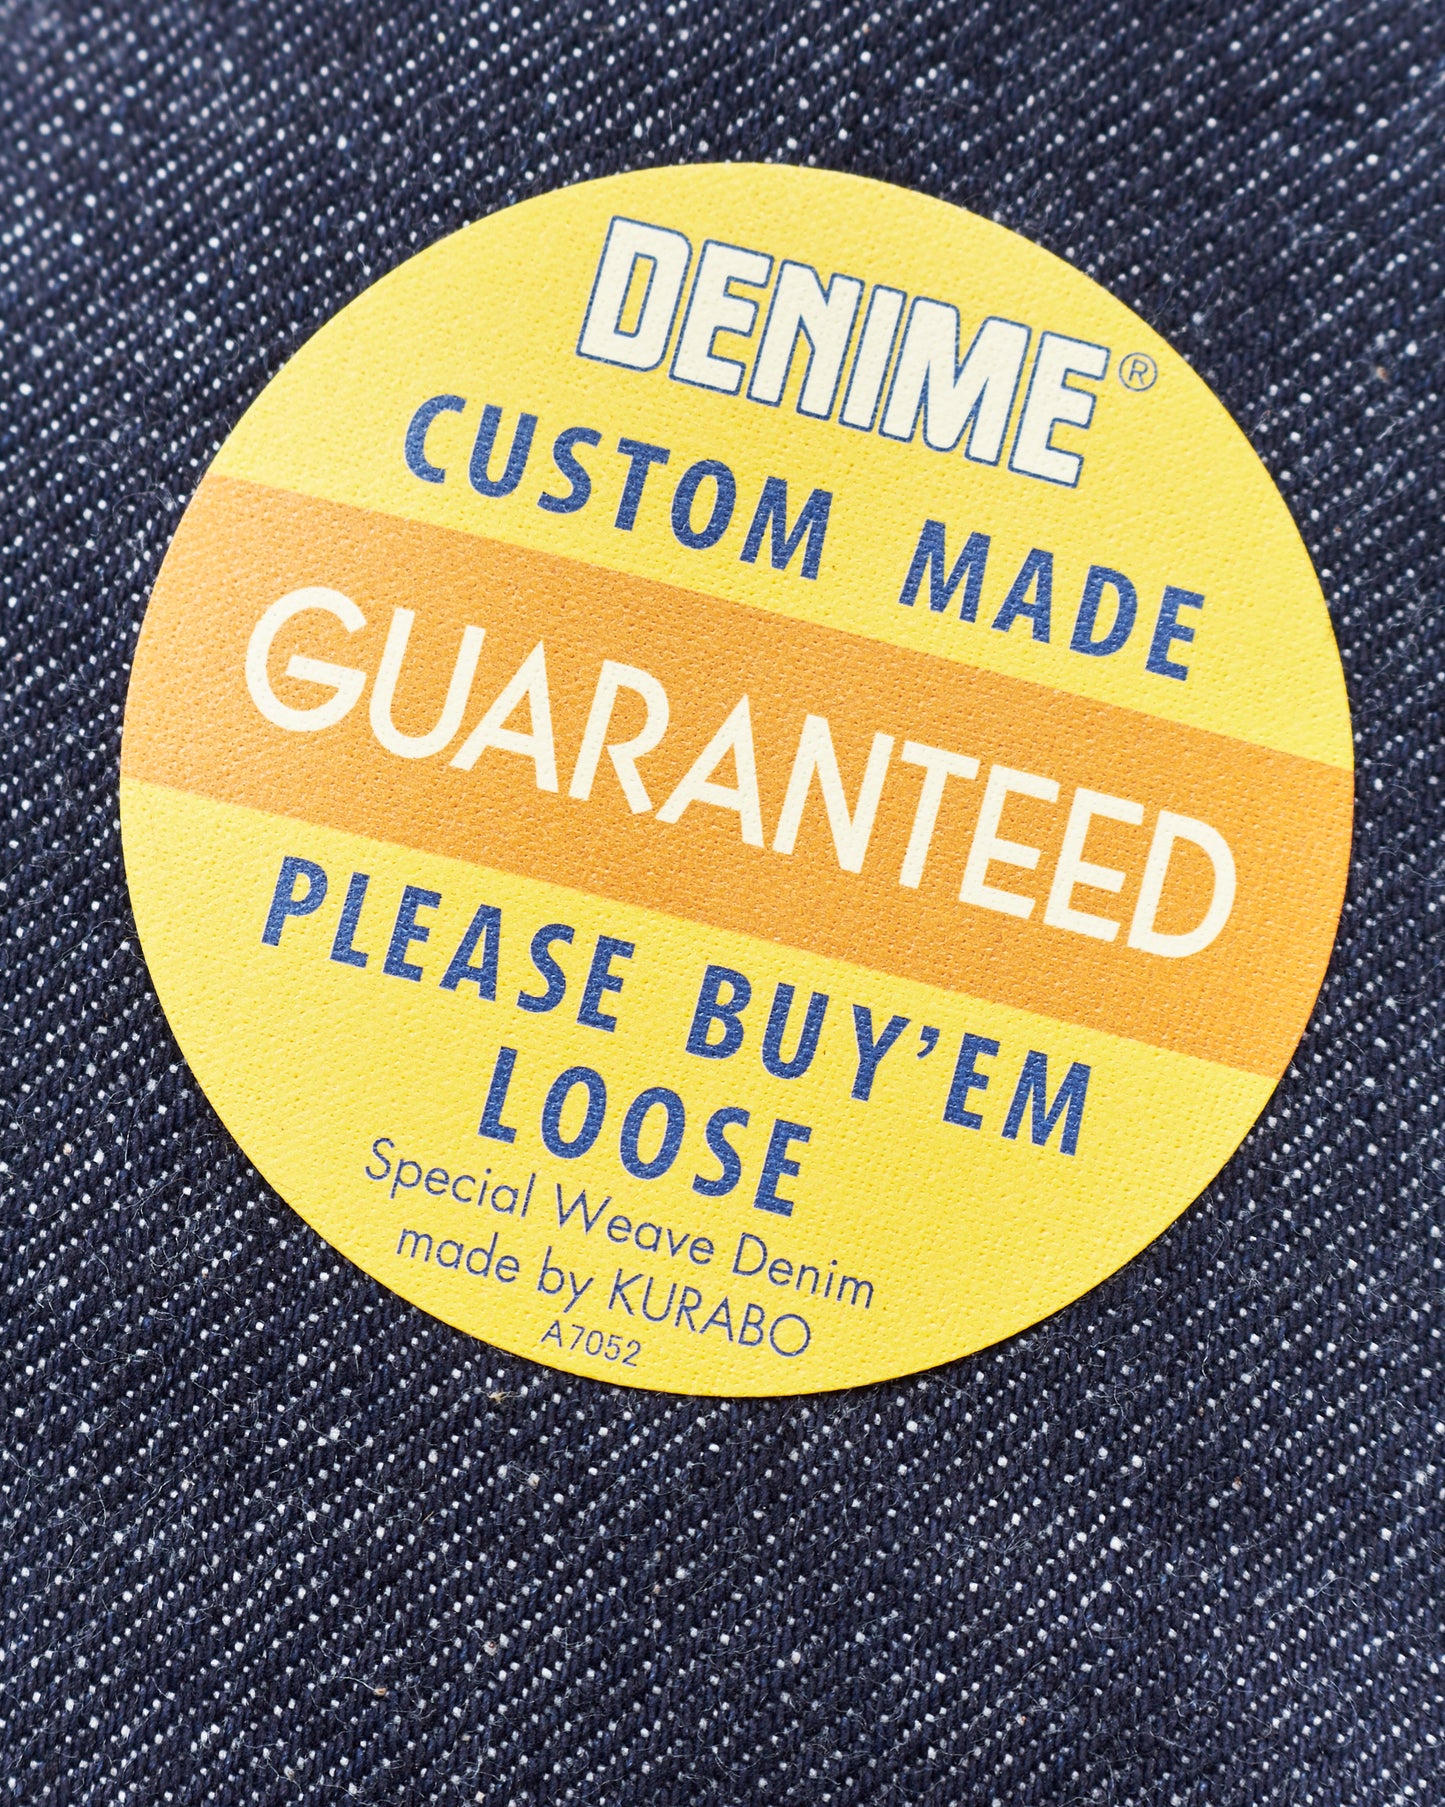 DENIME®
CUSTOM MADE
GUARANTEED
PLEASE BUY'EM
LOOSE
Special Weave Denim
made by KURABO
A7052